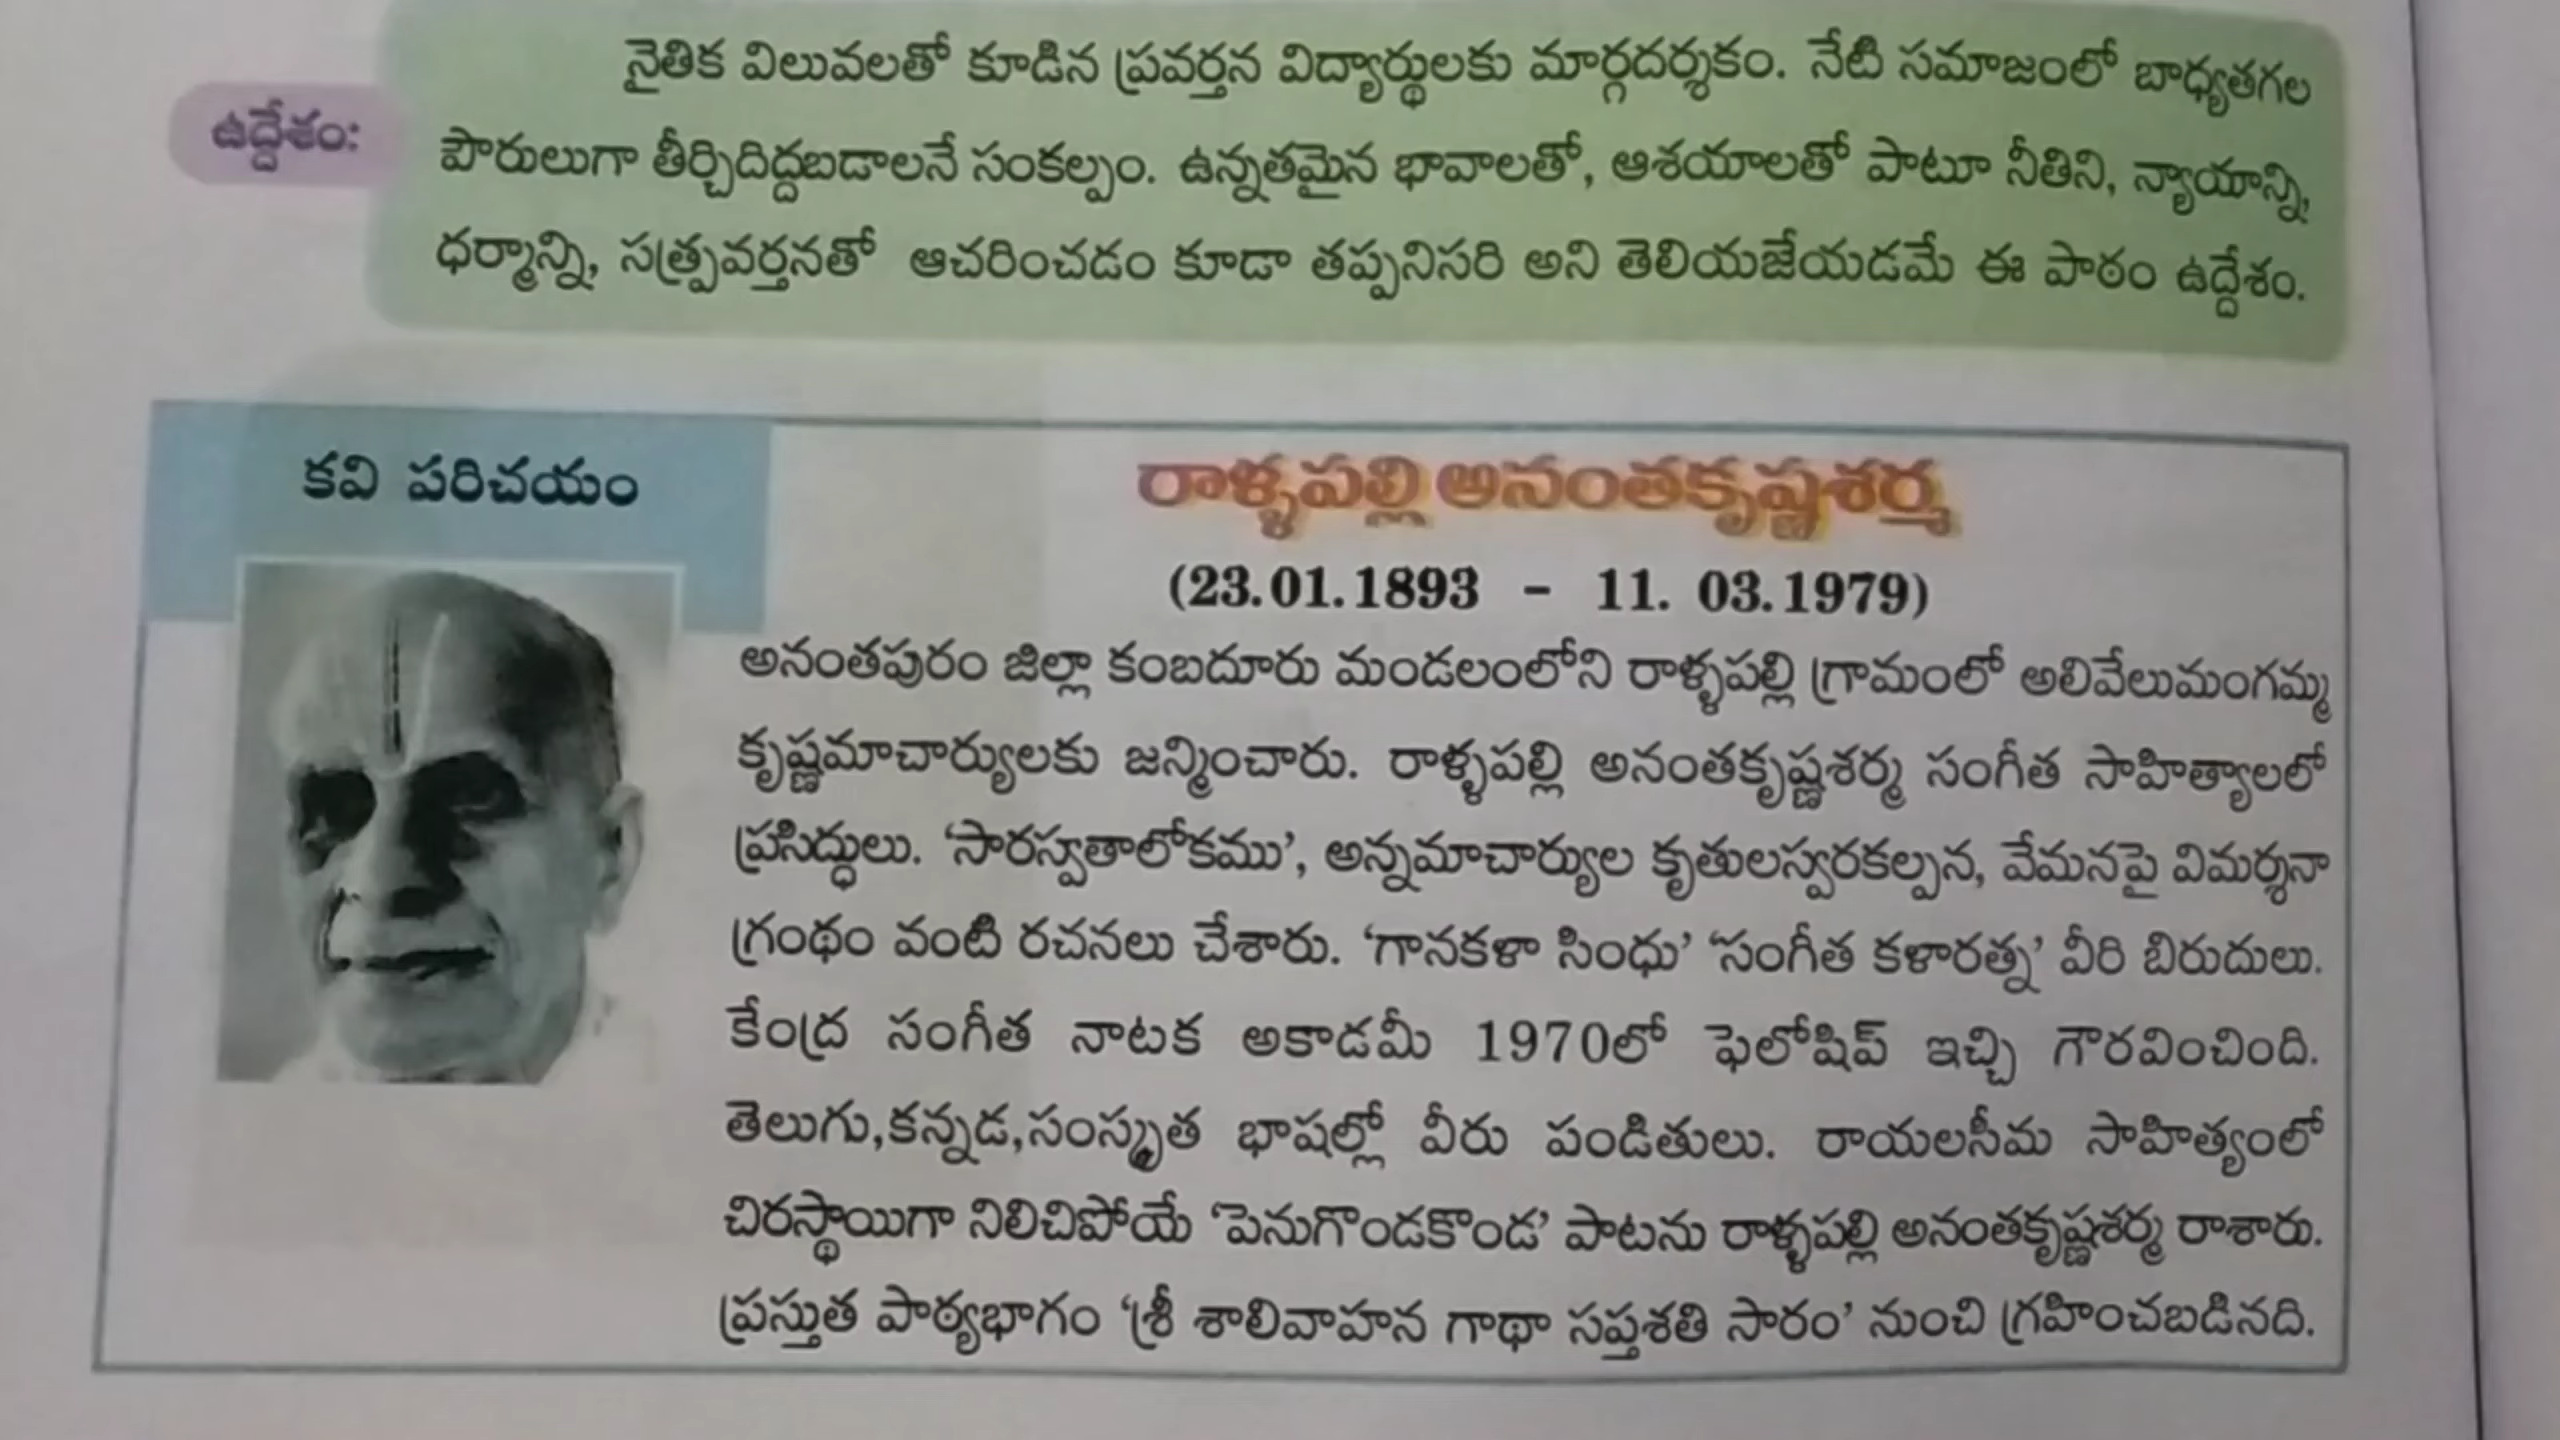 నైతిక విలువలతో కూడిన ప్రవర్తన విద్యార్థులకు మార్గదర్శకం. నేటి సమాజంలో బాధ్యతగల
ఉద్దేశం:
పౌరులుగా తీర్చిదిద్దబడాలనే సంకల్పం. ఉన్నతమైన భావాలతో, ఆశయాలతో పాటూ నీతిని, న్యాయాన్ని,
ధర్మాన్ని, సత్ప్రవర్తనతో ఆచరించడం కూడా తప్పనిసరి అని తెలియజేయడమే ఈ పాఠం ఉద్దేశం.
కవి పరిచయం
రాళ్ళపల్లి అనంతకృష్ణశర్మ
(23.01.1893 - 11. 03.1979)
అనంతపురం జిల్లా కంబదూరు మండలంలోని రాళ్ళపల్లి గ్రామంలో అలివేలుమంగమ్మ
కృష్ణమాచార్యులకు జన్మించారు. రాళ్ళపల్లి అనంతకృష్ణశర్మ సంగీత సాహిత్యాలలో
ప్రసిద్ధులు. 'సారస్వతాలోకము', అన్నమాచార్యుల కృతులస్వరకల్పన, వేమనపై విమర్శనా
గ్రంథం వంటి రచనలు చేశారు. 'గానకళా సింధు' 'సంగీత కళారత్న' వీరి బిరుదులు.
కేంద్ర సంగీత నాటక అకాడమీ 1970లో ఫెలోషిప్ ఇచ్చి గౌరవించింది.
తెలుగు,కన్నడ,సంస్కృత భాషల్లో వీరు పండితులు. రాయలసీమ సాహిత్యంలో
చిరస్థాయిగా నిలిచిపోయే 'పెనుగొండకొండ' పాటను రాళ్ళపల్లి అనంతకృష్ణశర్మ రాశారు.
ప్రస్తుత పాఠ్యభాగం 'శ్రీ శాలివాహన గాథా సప్తశతి సారం' నుంచి గ్రహించబడినది.